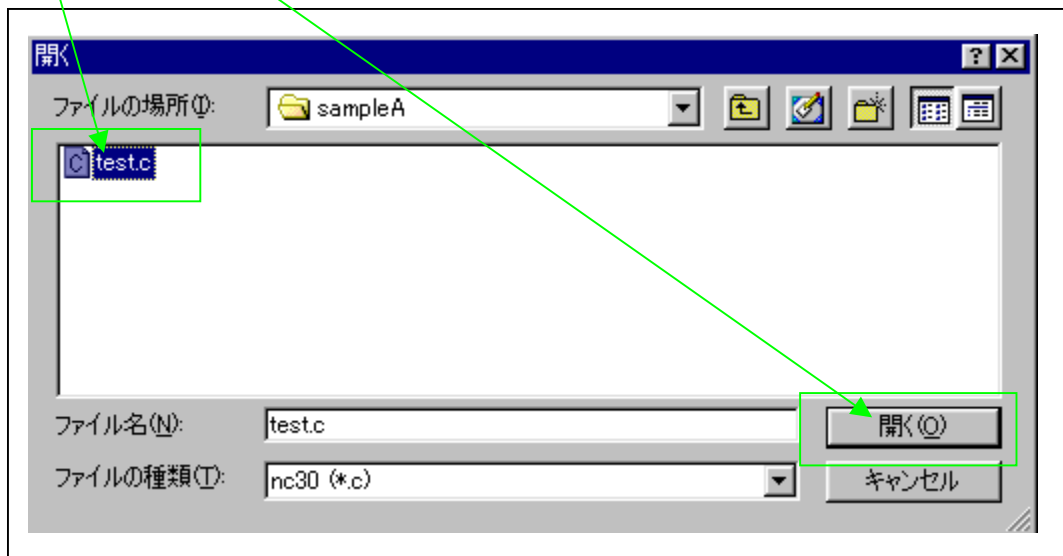 開く
ファイルの場所(I):
sampleA
test.c
ファイル名(N):
test.c
開く(O)
ファイルの種類(T):
nc30 (*.c)
キャンセル